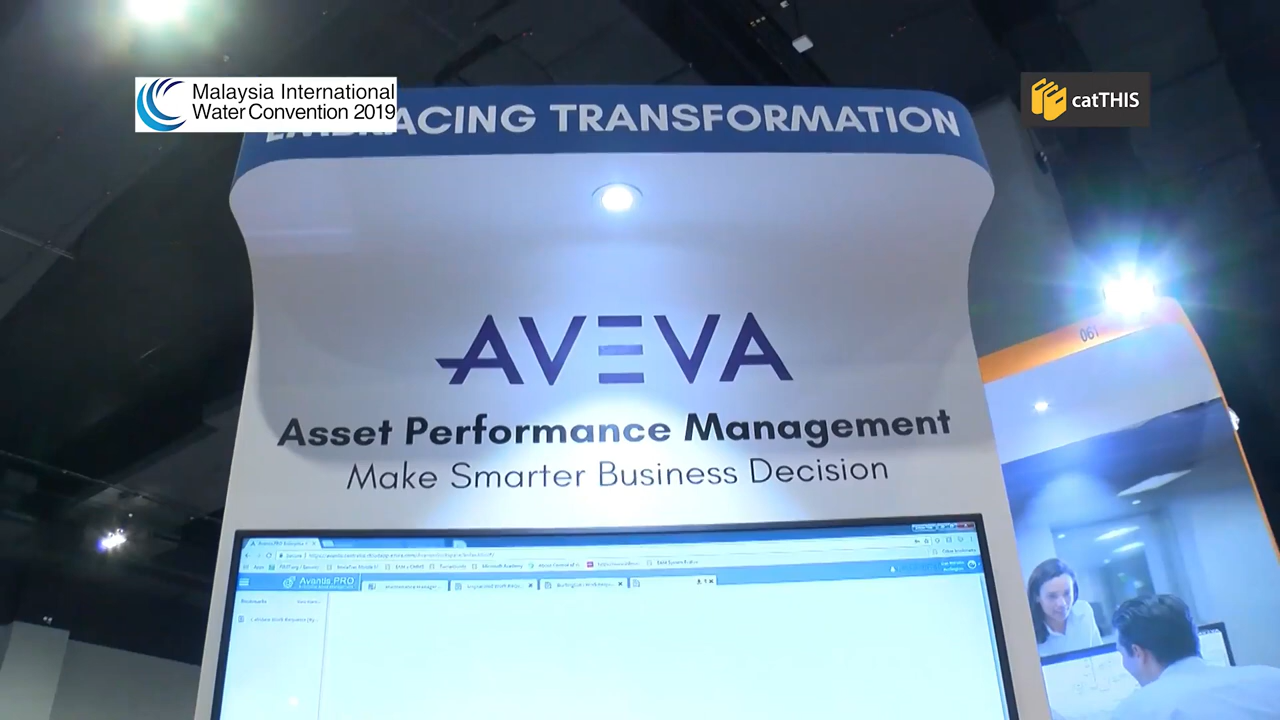 Malaysia International
Water Convention 2019
catTHIS
EMBRACING TRANSFORMATION
061
AVEVA
Asset Performance Management
Make Smarter Business Decision
Avantis PRO
Bookmarks